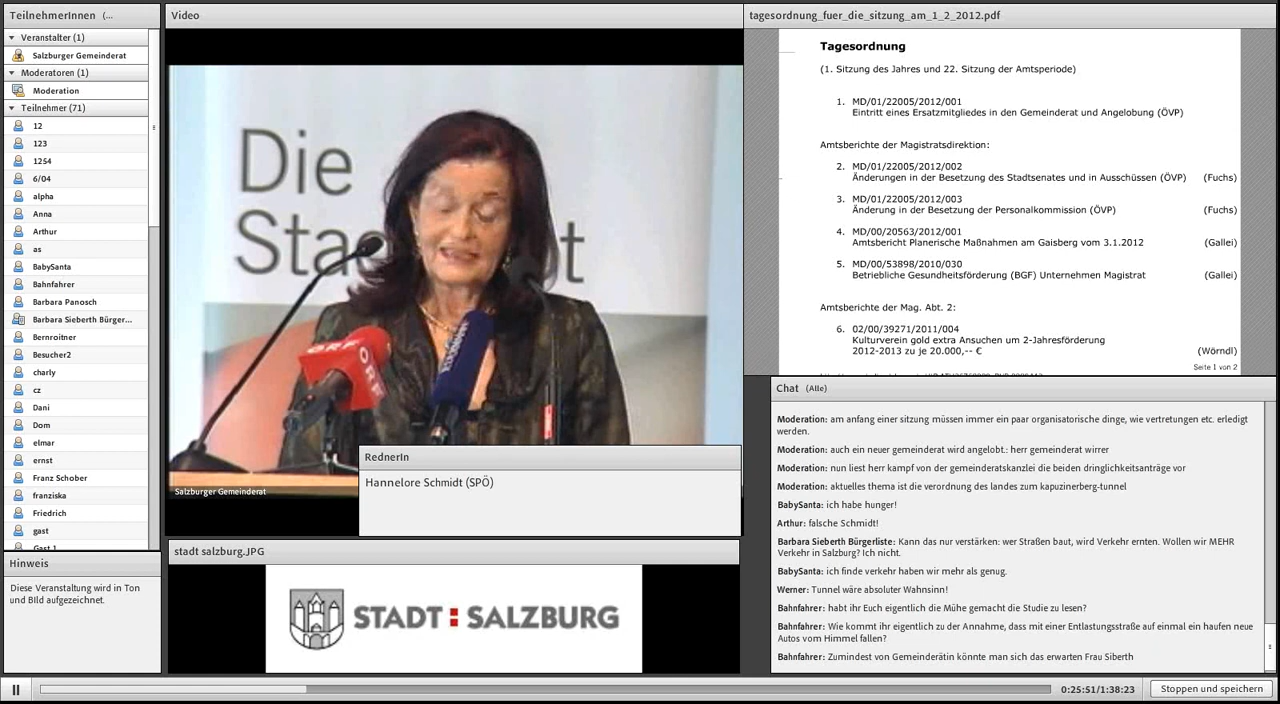 TeilnehmerInnen (...
Veranstalter (1)
Salzburger Gemeinderat
Moderatoren (1)
Moderation
Teilnehmer (71)
12
123
1254
6/04
alpha
Anna
Arthur
as
BabySanta
Bahnfahrer
Barbara Panosch
Barbara Sieberth Bürger...
Bernroitner
Besucher2
charly
cz
Dani
Dom
elmar
ernst
Franz Schober
franziska
Friedrich
gast
Gast 1
Hinweis
Diese Veranstaltung wird in Ton
und BIld aufgezeichnet.
Video
Die
Sta
t
ORF
ORF
Salzburger Gemeinderat
RednerIn
Hannelore Schmidt (SPÖ)
stadt salzburg.JPG
STADT : SALZBURG
tagesordnung_fuer_die_sitzung_am_1_2_2012.pdf
Tagesordnung
(1. Sitzung des Jahres und 22. Sitzung der Amtsperiode)
1. MD/01/22005/2012/001
Eintritt eines Ersatzmitgliedes in den Gemeinderat und Angelobung (ÖVP)
Amtsberichte der Magistratsdirektion:
2. MD/01/22005/2012/002
Änderungen in der Besetzung des Stadtsenates und in Ausschüssen (ÖVP) (Fuchs)
3. MD/01/22005/2012/003
Änderung in der Besetzung der Personalkommission (ÖVP) (Fuchs)
4. MD/00/20563/2012/001
Amtsbericht Planerische Maßnahmen am Gaisberg vom 3.1.2012 (Gallei)
5. MD/00/53898/2010/030
Betriebliche Gesundheitsförderung (BGF) Unternehmen Magistrat (Gallei)
Amtsberichte der Mag. Abt. 2:
6. 02/00/39271/2011/004
Kulturverein gold extra Ansuchen um 2-Jahresförderung
2012-2013 zu je 20.000,-- € (Wörndl)
Seite 1 von 2
Chat (Alle)
Moderation: am anfang einer sitzung müssen immer ein paar organisatorische dinge, wie vertretungen etc. erledigt
werden.
Moderation: auch ein neuer gemeinderat wird angelobt.: herr gemeinderat wirrer
Moderation: nun liest herr kampf von der gemeinderatskanzlei die beiden dringlichkeitsanträge vor
Moderation: aktuelles thema ist die verordnung des landes zum kapuzinerberg-tunnel
BabySanta: ich habe hunger!
Arthur: falsche Schmidt!
Barbara Sieberth Bürgerliste: Kann das nur verstärken: wer Straßen baut, wird Verkehr ernten. Wollen wir MEHR
Verkehr in Salzburg? Ich nicht.
BabySanta: ich finde verkehr haben wir mehr als genug.
Werner: Tunnel wäre absoluter Wahnsinn!
Bahnfahrer: habt ihr Euch eigentlich die Mühe gemacht die Studie zu lesen?
Bahnfahrer: Wie kommt ihr eigentlich zu der Annahme, dass mit einer Entlastungsstraße auf einmal ein haufen neue
Autos vom Himmel fallen?
Bahnfahrer: Zumindest von Gemeinderätin könnte man sich das erwarten Frau Siberth
0:25:51/1:38:23
Stoppen und speichern